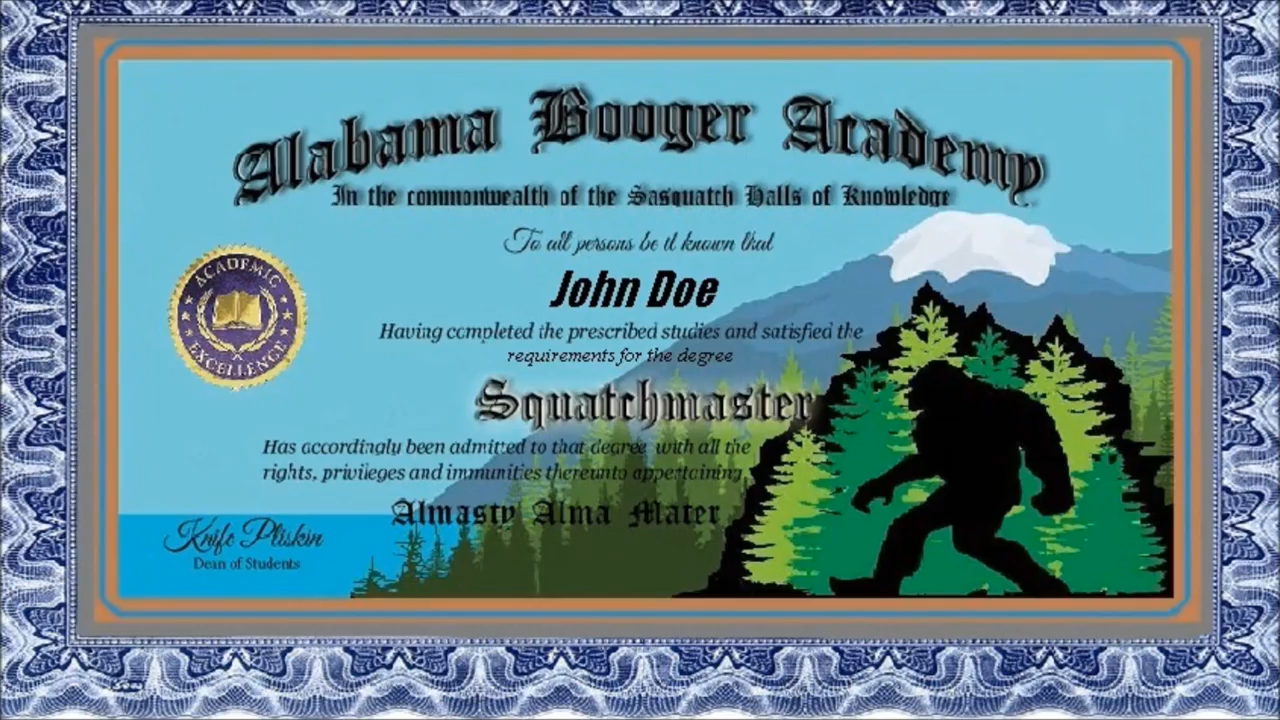 Alabama Booger Academy
In the commonwealth of the Sasquatch Halls of Knowledge
To all persons be it known that
ACADEMIC
EXCELLENCE
John Doe
Having completed the prescribed studies and satisfied the
requirements for the degree
Squatchmaster
Has accordingly been admitted to that degree with all the
rights, privileges and immunities thereunto appertaining
Almasty Alma Mater
Knife Pliskin
Dean of Students